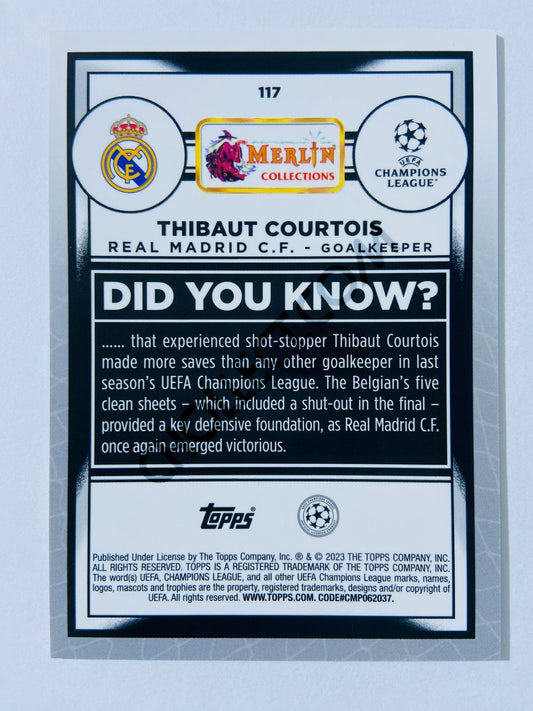 117
MERLIN
COLLECTIONS
UEFA
CHAMPIONS
LEAGUE®
THIBAUT COURTOIS
REAL MADRID C.F. - GOALKEEPER
DID YOU KNOW?
...... that experienced shot-stopper Thibaut Courtois
made more saves than any other goalkeeper in last
season's UEFA Champions League. The Belgian's five
clean sheets – which included a shut-out in the final –
provided a key defensive foundation, as Real Madrid C.F.
once again emerged victorious.
topps®
Published Under License by The Topps Company, Inc. ® & © 2023 THE TOPPS COMPANY, INC.
ALL RIGHTS RESERVED. TOPPS IS A REGISTERED TRADEMARK OF THE TOPPS COMPANY, INC.
The word(s) UEFA, CHAMPIONS LEAGUE, and all other UEFA Champions League marks, names,
logos, mascots and trophies are the property, registered trademarks, designs and/or copyright of
UEFA. All rights reserved. WWW.TOPPS.COM. CODE#CMP062037.